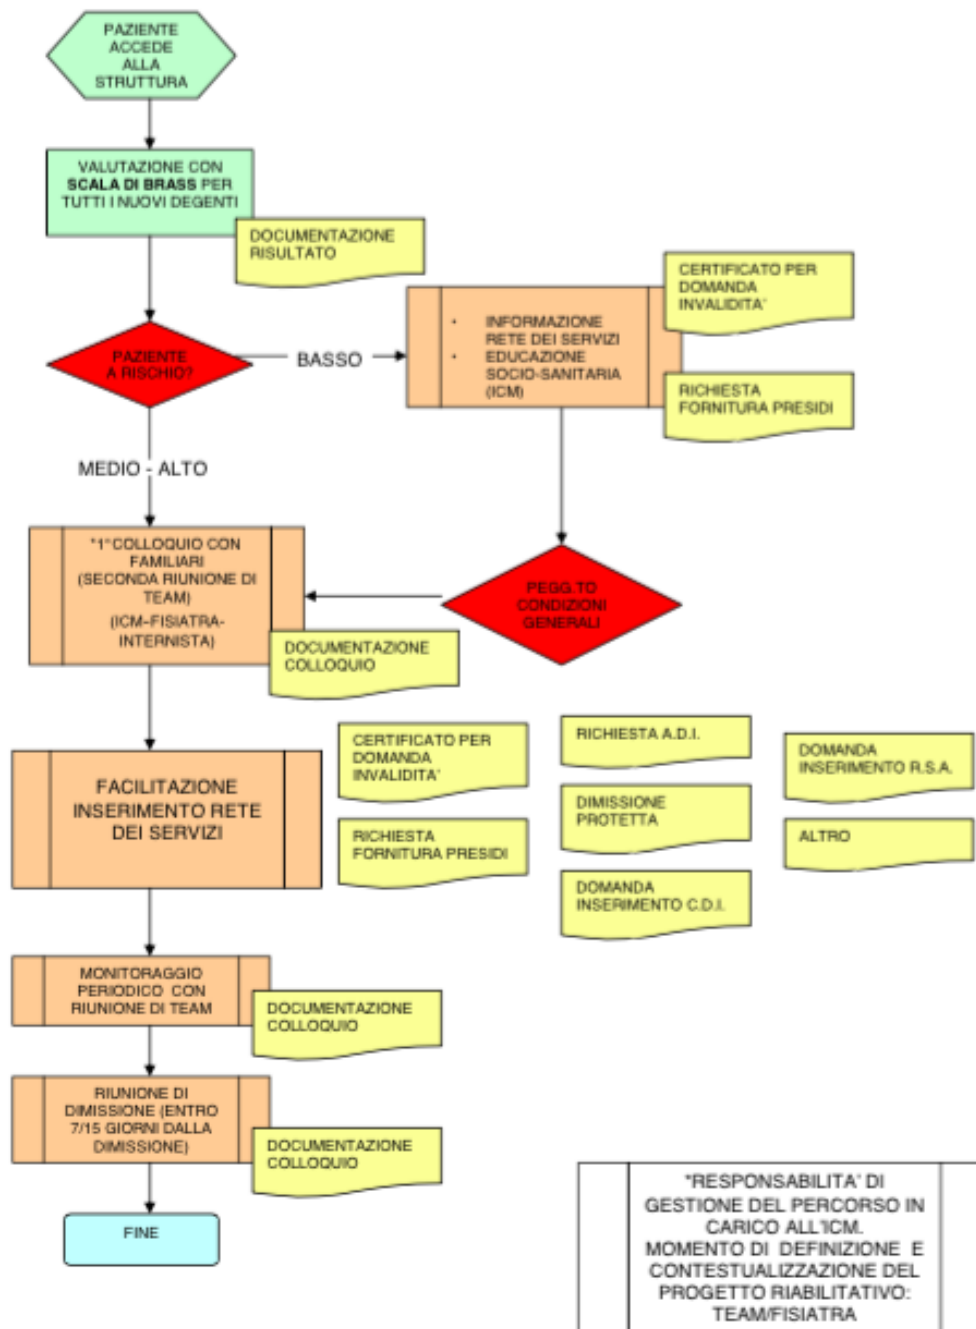 PAZIENTE
ACCEDE
ALLA
STRUTTURA
VALUTAZIONE CON
SCALA DI BRASS PER
TUTTI I NUOVI DEGENTI
DOCUMENTAZIONE
RISULTATO
CERTIFICATO PER
DOMANDA
INVALIDITA'
• INFORMAZIONE
RETE DEI SERVIZI
• EDUCAZIONE
SOCIO-SANITARIA
(ICM)
PAZIENTE
A RISCHIO?
BASSO
RICHIESTA
FORNITURA PRESIDI
MEDIO - ALTO
"1°COLLOQUIO CON
FAMILIARI
(SECONDA RIUNIONE DI
TEAM)
(ICM-FISIATRA-
INTERNISTA)
PEGG.TO
CONDIZIONI
GENERALI
DOCUMENTAZIONE
COLLOQUIO
FACILITAZIONE
INSERIMENTO RETE
DEI SERVIZI
CERTIFICATO PER
DOMANDA
INVALIDITA'
RICHIESTA
FORNITURA PRESIDI
RICHIESTA A.D.I.
DIMISSIONE
PROTETTA
DOMANDA
INSERIMENTO C.D.I.
DOMANDA
INSERIMENTO R.S.A.
ALTRO
MONITORAGGIO
PERIODICO CON
RIUNIONE DI TEAM
DOCUMENTAZIONE
COLLOQUIO
RIUNIONE DI
DIMISSIONE (ENTRO
7/15 GIORNI DALLA
DIMISSIONE)
DOCUMENTAZIONE
COLLOQUIO
FINE
"RESPONSABILITA' DI
GESTIONE DEL PERCORSO IN
CARICO ALL'ICM.
MOMENTO DI DEFINIZIONE E
CONTESTUALIZZAZIONE DEL
PROGETTO RIABILITATIVO:
TEAM/FISIATRA